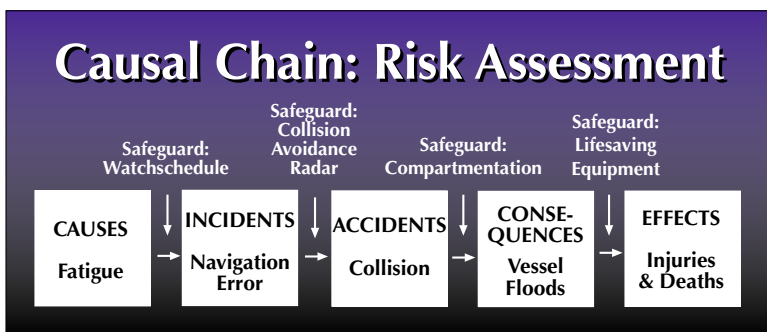 Causal Chain: Risk Assessment
Safeguard:
Watchschedule
Safeguard:
Collision
Avoidance
Radar
Safeguard:
Compartmentation
Safeguard:
Lifesaving
Equipment
CAUSES
Fatigue
INCIDENTS
Navigation
Error
ACCIDENTS
Collision
CONSE-
QUENCES
Vessel
Floods
EFFECTS
Injuries
& Deaths